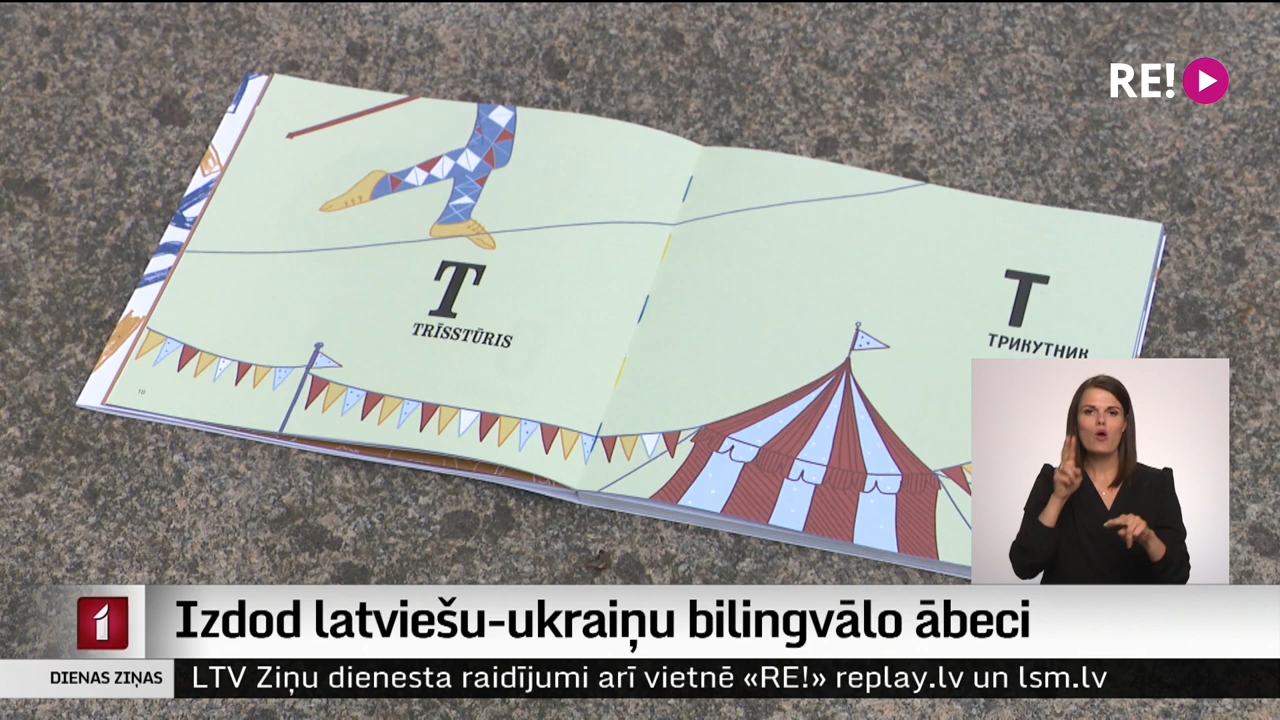 RE!
T
TRĪSSTŪRIS
Т
ТРИКУТНИК
18
1
Izdod latviešu-ukraiņu bilingvālo ābeci
DIENAS ZIŅAS
LTV Ziņu dienesta raidījumi arī vietnē «RE!» replay.lv un lsm.lv